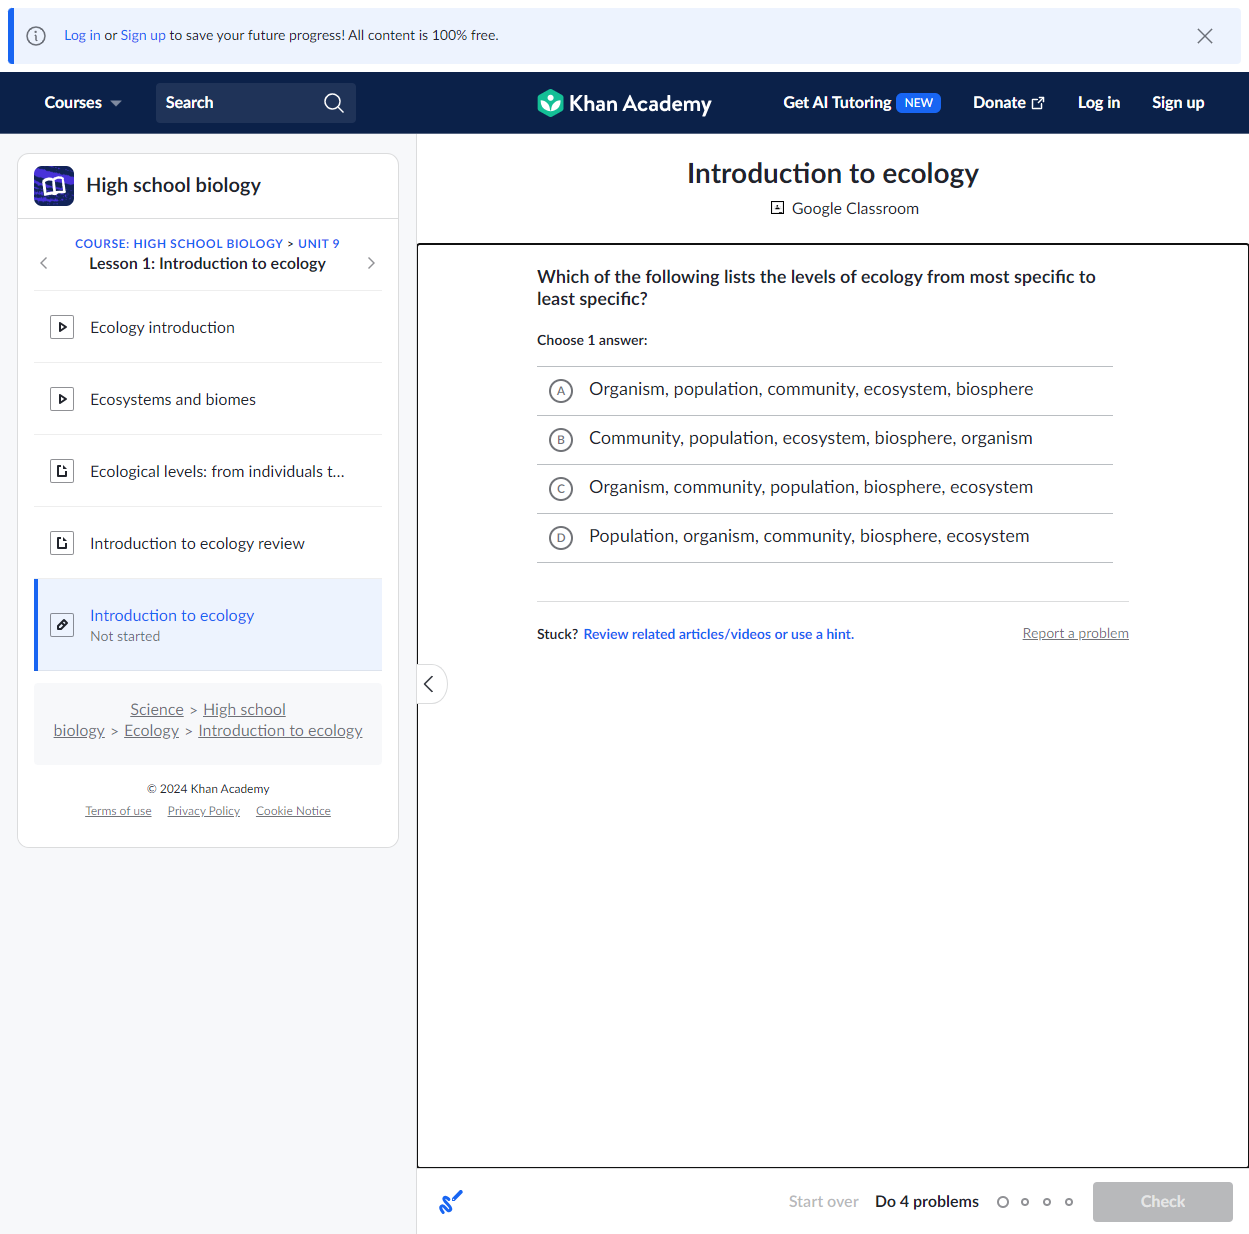 Log in or Sign up to save your future progress! All content is 100% free.
Courses
Search
Khan Academy
Get AI Tutoring NEW
Donate
Log in
Sign up
High school biology
COURSE: HIGH SCHOOL BIOLOGY > UNIT 9
Lesson 1: Introduction to ecology
Ecology introduction
Ecosystems and biomes
Ecological levels: from individuals t...
Introduction to ecology review
Introduction to ecology
Not started
Science > High school
biology > Ecology > Introduction to ecology
© 2024 Khan Academy
Terms of use Privacy Policy Cookie Notice
Introduction to ecology
Google Classroom
Which of the following lists the levels of ecology from most specific to
least specific?
Choose 1 answer:
A Organism, population, community, ecosystem, biosphere
B Community, population, ecosystem, biosphere, organism
C Organism, community, population, biosphere, ecosystem
D Population, organism, community, biosphere, ecosystem
Stuck? Review related articles/videos or use a hint.
Report a problem
Start over
Do 4 problems
Check